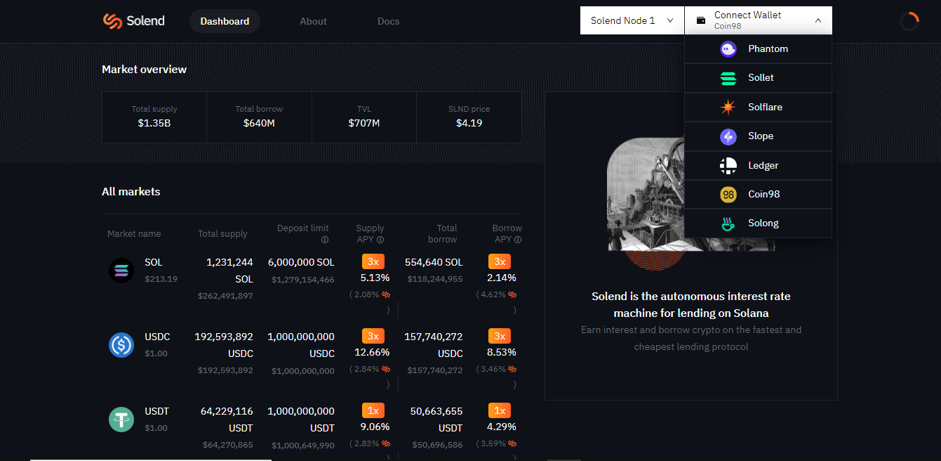 Solend
Dashboard
About
Docs
Solend Node 1
Connect Wallet
Coin98
Phantom
Sollet
Solflare
Slope
Ledger
Coin98
Solong
Market overview
Total supply
$1.35B
Total borrow
$640M
TVL
$707M
SLND price
$4.19
All markets
Market name
Total supply
Deposit limit
Supply
APY
Total
borrow
Borrow
APY
SOL
$213.19
1,231,244
SOL
$262,491,897
6,000,000 SOL
$1,279,154,466
3x
5.13%
( 2.08%
)
554,640 SOL
$118,244,955
3x
2.14%
( 4.62%
)
USDC
$1.00
192,593,892
USDC
$192,593,892
1,000,000,000
USDC
$1,000,000,000
3x
12.66%
( 2.84%
)
157,740,272
USDC
$157,740,272
3x
8.53%
( 3.46%
)
USDT
$1.00
64,229,116
USDT
$64,270,865
1,000,000,000
USDT
$1,000,649,990
1x
9.06%
( 2.83%
50,663,655
USDT
$50,696,586
1x
4.29%
( 3.59%
Solend is the autonomous interest rate
machine for lending on Solana
Earn interest and borrow crypto on the fastest and
cheapest lending protocol